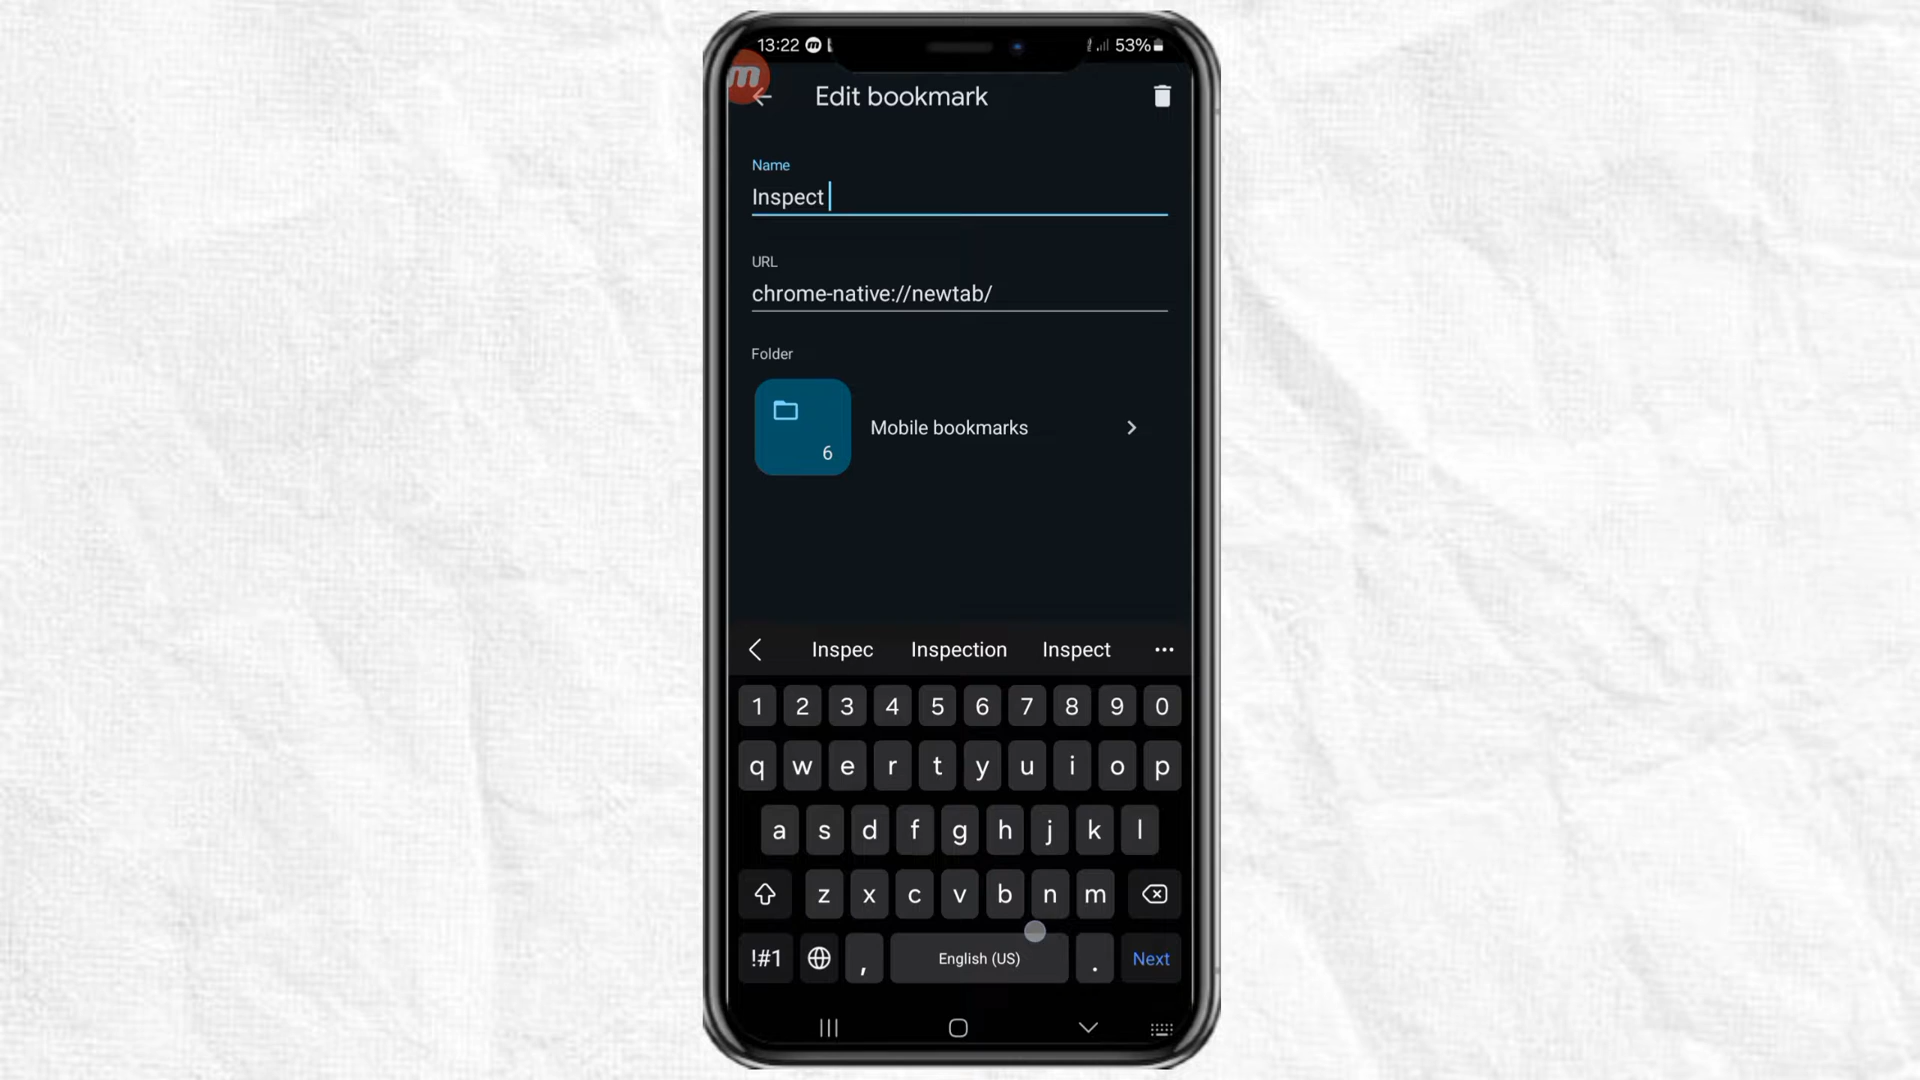 13:22 53%
m
Edit bookmark
Name
Inspect
URL
chrome-native://newtab/
Folder
6
Mobile bookmarks
Inspec Inspection Inspect
1 2 3 4 5 6 7 8 9 0
q w e r t y u i o p
a s d f g h j k l
z x c v b n m
!#1 , English (US) . Next